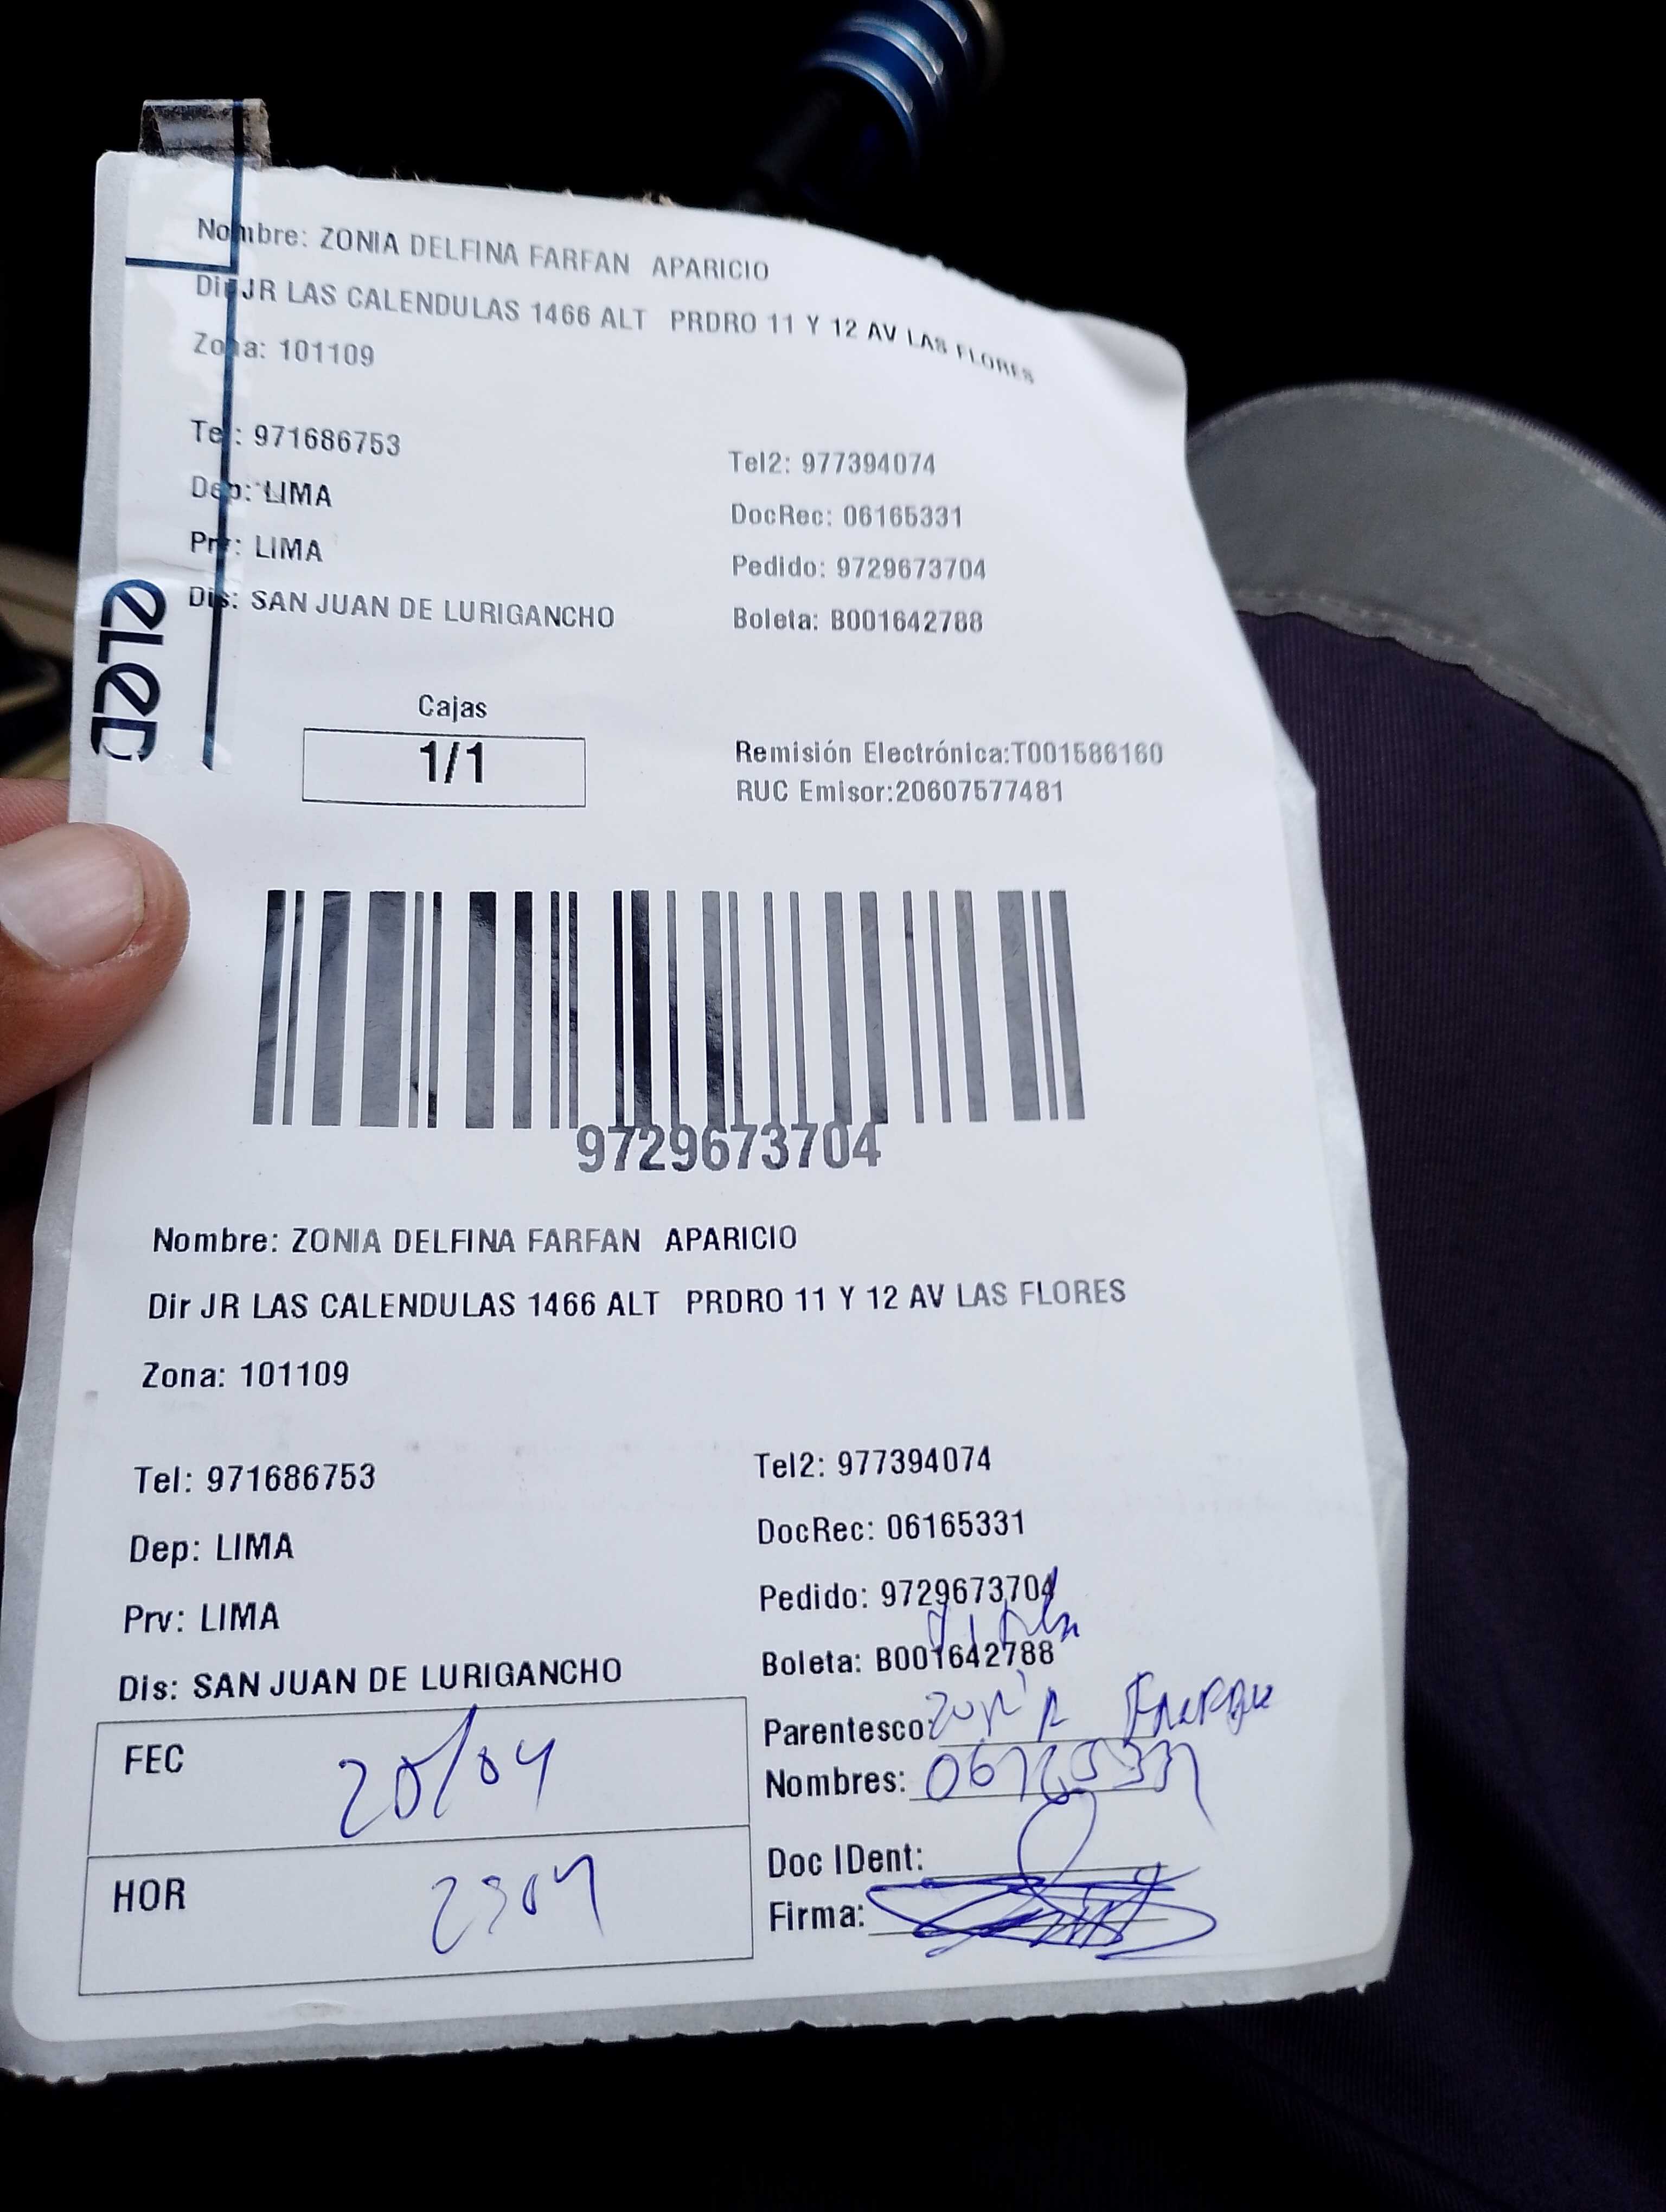 Nombre: ZONIA DELFINA FARFAN APARICIO
Dir JR LAS CALENDULAS 1466 ALT PRDRO 11 Y 12 AV LAS FLORES
Zona: 101109
Tel: 971686753 Tel2: 977394074
Dep: LIMA DocRec: 06165331
Prv: LIMA Pedido: 9729673704
Dis: SAN JUAN DE LURIGANCHO Boleta: B001642788
Cajas
1/1
Remisión Electrónica:T001586160
RUC Emisor:20607577481
9729673704
Nombre: ZONIA DELFINA FARFAN APARICIO
Dir JR LAS CALENDULAS 1466 ALT PRDRO 11 Y 12 AV LAS FLORES
Zona: 101109
Tel: 971686753 Tel2: 977394074
Dep: LIMA DocRec: 06165331
Prv: LIMA Pedido: 9729673704
Dis: SAN JUAN DE LURIGANCHO Boleta: B001642788
FEC 20/04
HOR
Parentesco:
Nombres:
Doc IDent:
Firma: